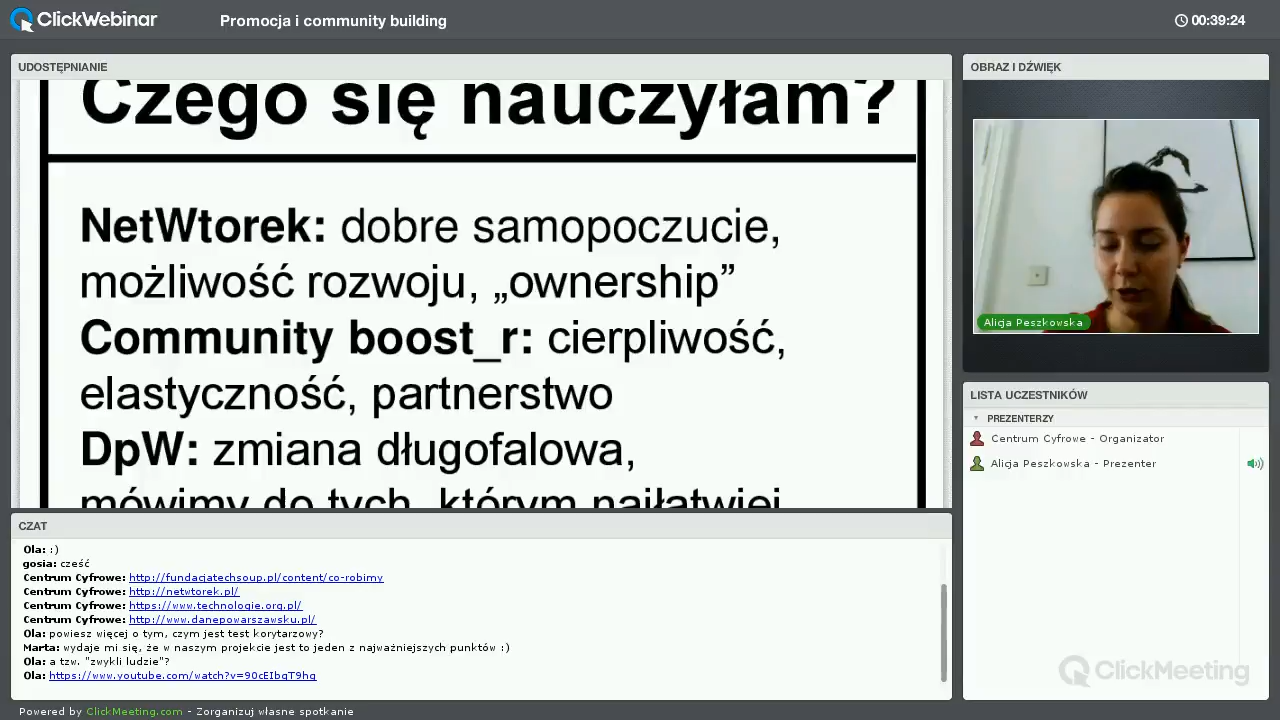 ClickWebinar
Promocja i community building
00:39:24
UDOSTĘPNIANIE
Czego się nauczyłam?
NetWtorek: dobre samopoczucie,
możliwość rozwoju, „ownership”
Community boost_r: cierpliwość,
elastyczność, partnerstwo
DpW: zmiana długofalowa,
mówimy do tych, którym najłatwiej
OBRAZ I DŹWIĘK
Alicja Peszkowska
LISTA UCZESTNIKÓW
PREZENTERZY
Centrum Cyfrowe - Organizator
Alicja Peszkowska - Prezenter
CZAT
Ola: :)
gosia: cześć
Centrum Cyfrowe: http://fundacjatechsoup.pl/content/co-robimy
Centrum Cyfrowe: http://netwtorek.pl/
Centrum Cyfrowe: https://www.technologie.org.pl/
Centrum Cyfrowe: http://www.danepowarszawsku.pl/
Ola: powiesz więcej o tym, czym jest test korytarzowy?
Marta: wydaje mi się, że w naszym projekcie jest to jeden z najważniejszych punktów :)
Ola: a tzw. "zwykli ludzie"?
Ola: https://www.youtube.com/watch?v=90cEIbqT9hg
ClickMeeting
Powered by ClickMeeting.com - Zorganizuj własne spotkanie